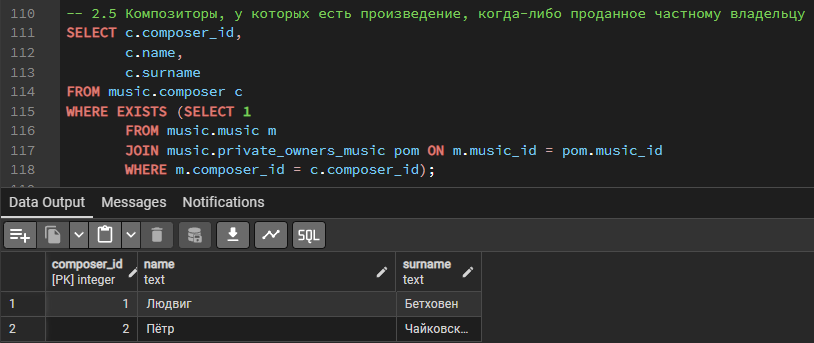 110 -- 2.5 Композиторы, у которых есть произведение, когда-либо проданное частному владельцу
111 SELECT c.composer_id,
112 c.name,
113 c.surname
114 FROM music.composer c
115 WHERE EXISTS (SELECT 1
116 FROM music.music m
117 JOIN music.private_owners_music pom ON m.music_id = pom.music_id
118 WHERE m.composer_id = c.composer_id);
Data Output Messages Notifications
SQL
composer_id name surname
[PK] integer text text
1 1 Людвиг Бетховен
2 2 Пётр Чайковск...